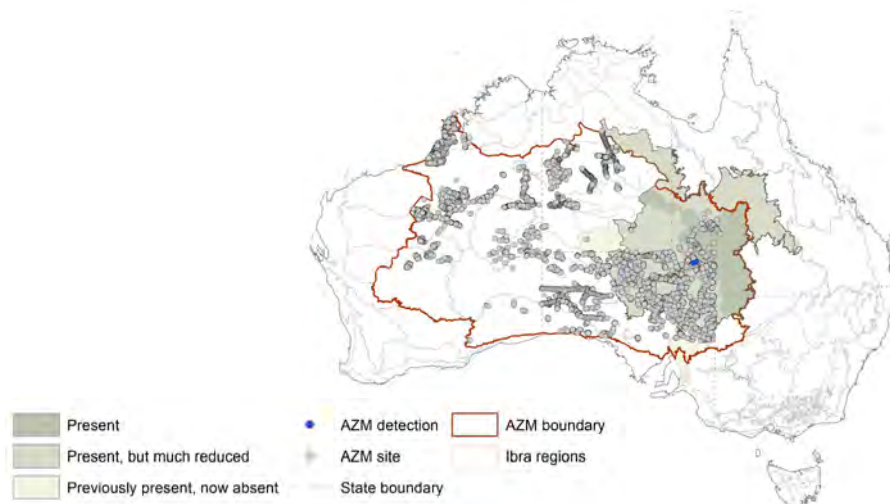 Present
AZM detection
AZM boundary
Present, but much reduced
AZM site
Ibra regions
Previously present, now absent
State boundary